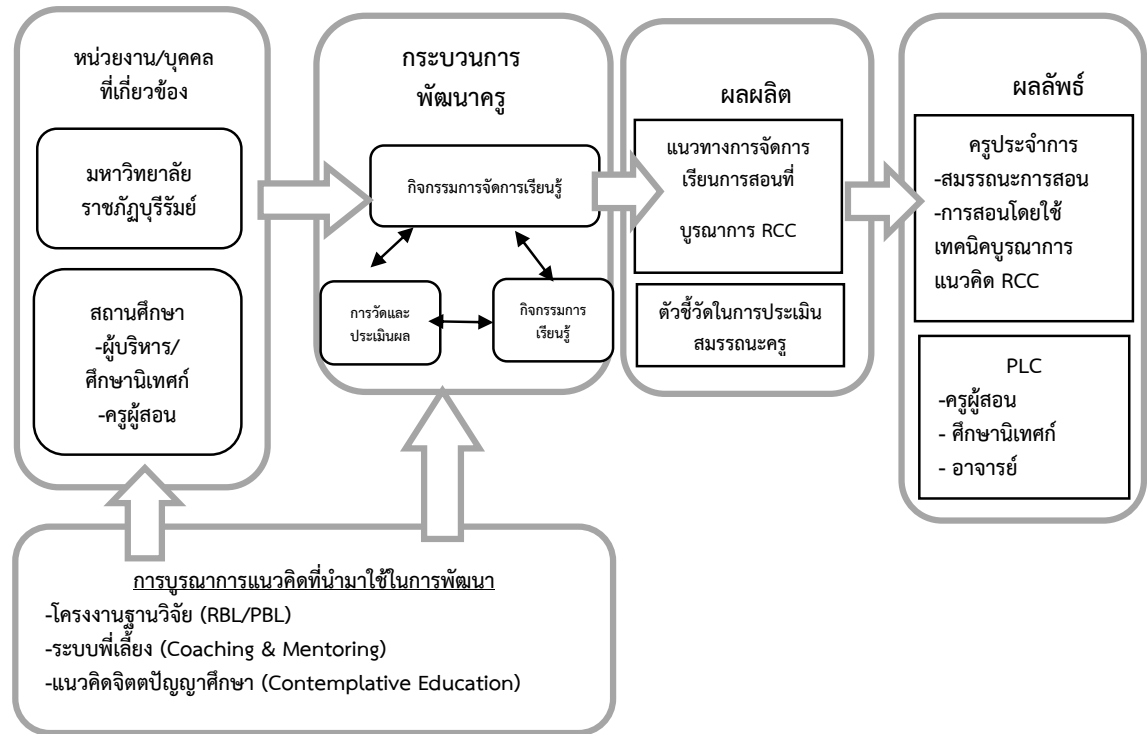 หน่วยงาน/บุคคล
ที่เกี่ยวข้อง
มหาวิทยาลัย
ราชภัฏบุรีรัมย์
สถานศึกษา
-ผู้บริหาร/
ศึกษานิเทศก์
-ครูผู้สอน
กระบวนการ
พัฒนาครู
กิจกรรมการจัดการเรียนรู้
การวัดและ
ประเมินผล
กิจกรรมการ
เรียนรู้
ผลผลิต
แนวทางการจัดการ
เรียนการสอนที่
บูรณาการ RCC
ตัวชี้วัดในการประเมิน
สมรรถนะครู
ผลลัพธ์
ครูประจำการ
-สมรรถนะการสอน
-การสอนโดยใช้
เทคนิคบูรณาการ
แนวคิด RCC
PLC
-ครูผู้สอน
- ศึกษานิเทศก์
- อาจารย์
การบูรณาการแนวคิดที่นำมาใช้ในการพัฒนา
-โครงงานฐานวิจัย (RBL/PBL)
-ระบบพี่เลี้ยง (Coaching & Mentoring)
-แนวคิดจิตตปัญญาศึกษา (Contemplative Education)